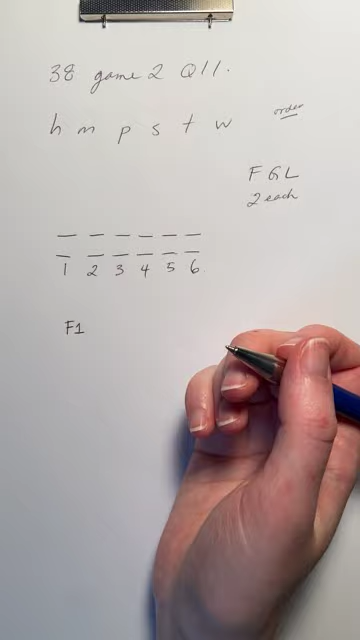 38 game 2 Q11.
h m p s t w
order
F G L
2 each
1 2 3 4 5 6
F1